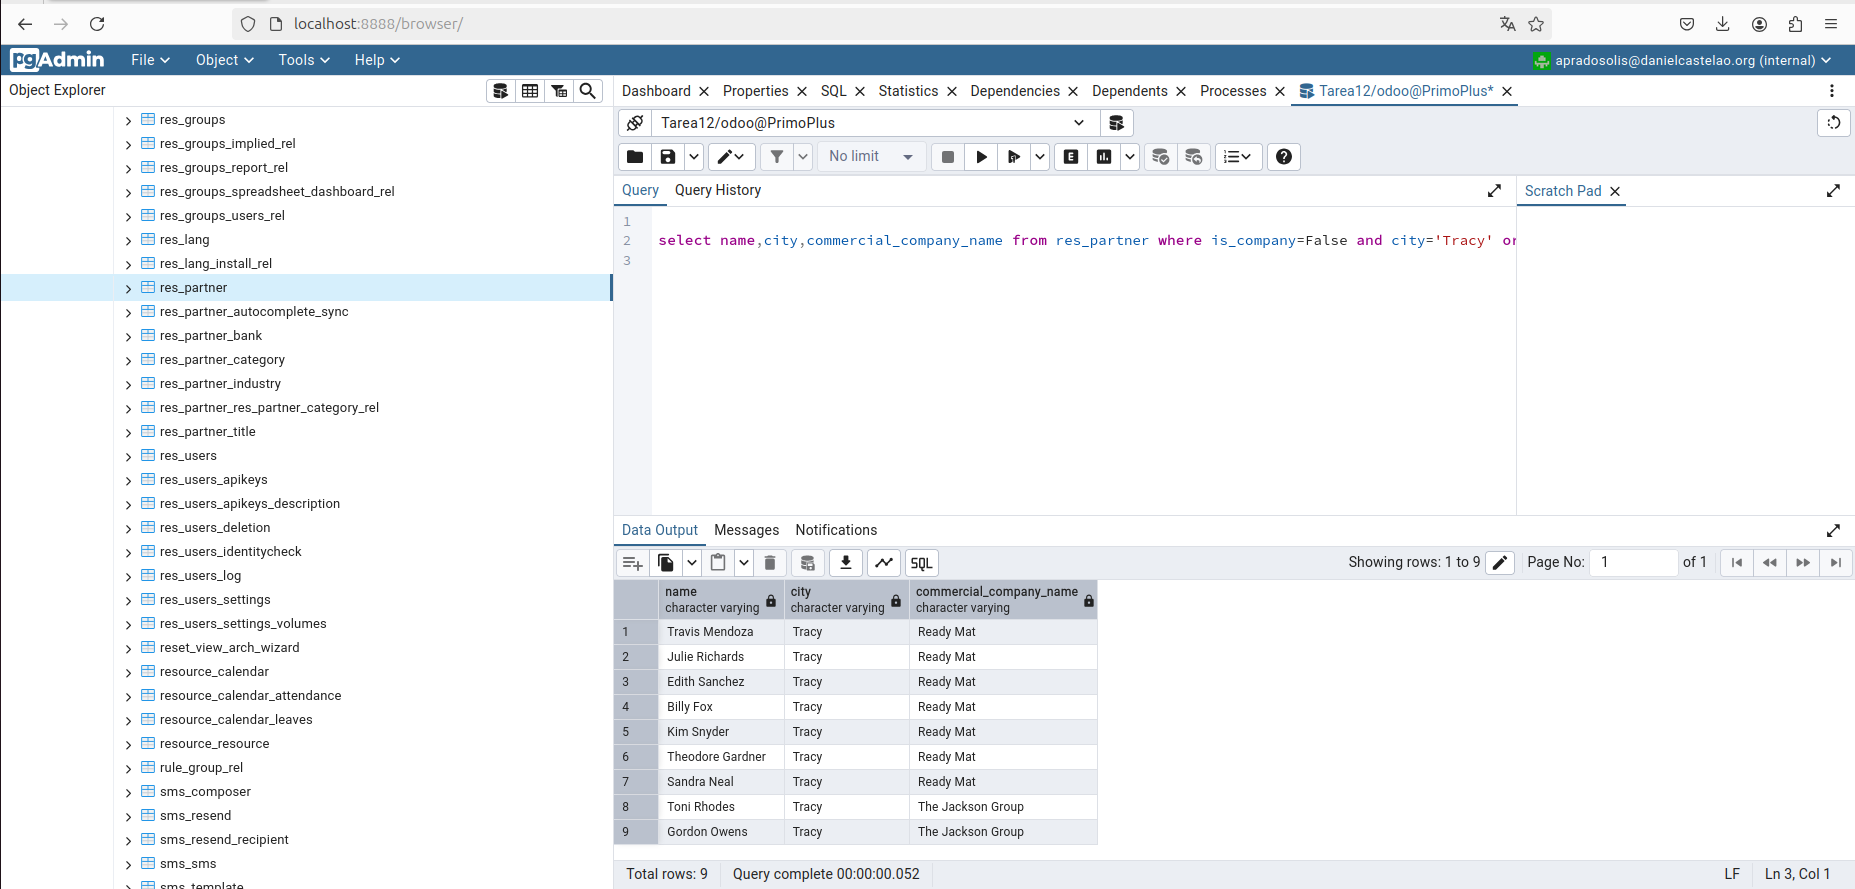 localhost:8888/browser/
pgAdmin File Object Tools Help apradosolis@danielcastelao.org (internal)
Object Explorer
res_groups
res_groups_implied_rel
res_groups_report_rel
res_groups_spreadsheet_dashboard_rel
res_groups_users_rel
res_lang
res_lang_install_rel
res_partner
res_partner_autocomplete_sync
res_partner_bank
res_partner_category
res_partner_industry
res_partner_res_partner_category_rel
res_partner_title
res_users
res_users_apikeys
res_users_apikeys_description
res_users_deletion
res_users_identitycheck
res_users_log
res_users_settings
res_users_settings_volumes
reset_view_arch_wizard
resource_calendar
resource_calendar_attendance
resource_calendar_leaves
resource_resource
rule_group_rel
sms_composer
sms_resend
sms_resend_recipient
sms_sms
sms_template
Dashboard Properties SQL Statistics Dependencies Dependents Processes Tarea12/odoo@PrimoPlus*
Tarea12/odoo@PrimoPlus
No limit E
Query Query History Scratch Pad
1
2 select name,city,commercial_company_name from res_partner where is_company=False and city='Tracy' or
3
Data Output Messages Notifications
SQL Showing rows: 1 to 9 Page No: 1 of 1
name city commercial_company_name
character varying character varying character varying
1 Travis Mendoza Tracy Ready Mat
2 Julie Richards Tracy Ready Mat
3 Edith Sanchez Tracy Ready Mat
4 Billy Fox Tracy Ready Mat
5 Kim Snyder Tracy Ready Mat
6 Theodore Gardner Tracy Ready Mat
7 Sandra Neal Tracy Ready Mat
8 Toni Rhodes Tracy The Jackson Group
9 Gordon Owens Tracy The Jackson Group
Total rows: 9 Query complete 00:00:00.052 LF Ln 3, Col 1